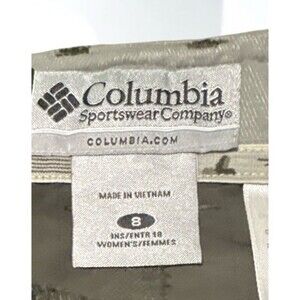 Columbia
Sportswear Company®
COLUMBIA.COM
MADE IN VIETNAM
8
INS/ENTR 18
WOMEN'S/FEMMES